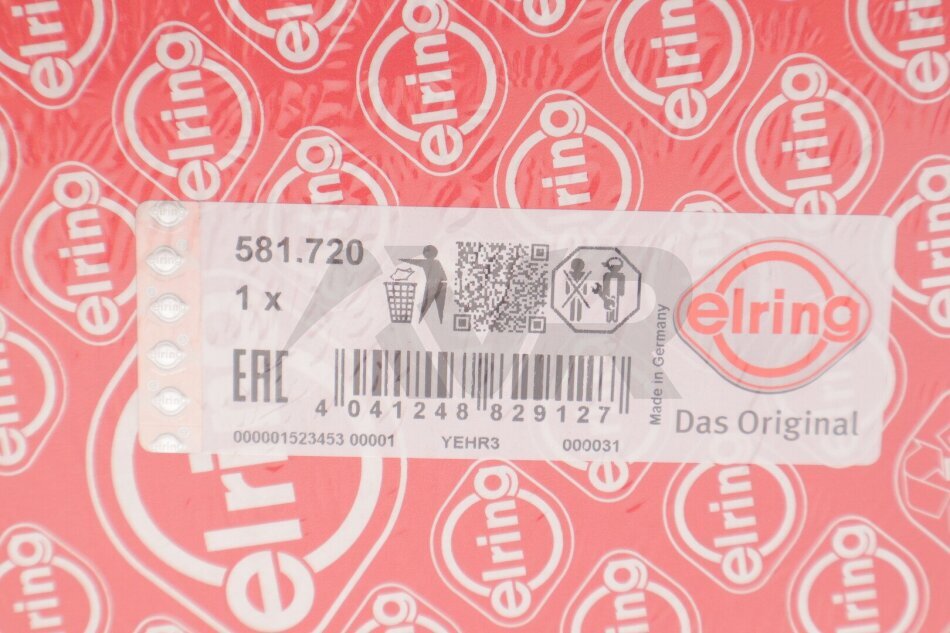 581.720
1 x
EAC
4 041248 829127
000001523453 00001 YEHR3 000031
Made in Germany
elring
Das Original